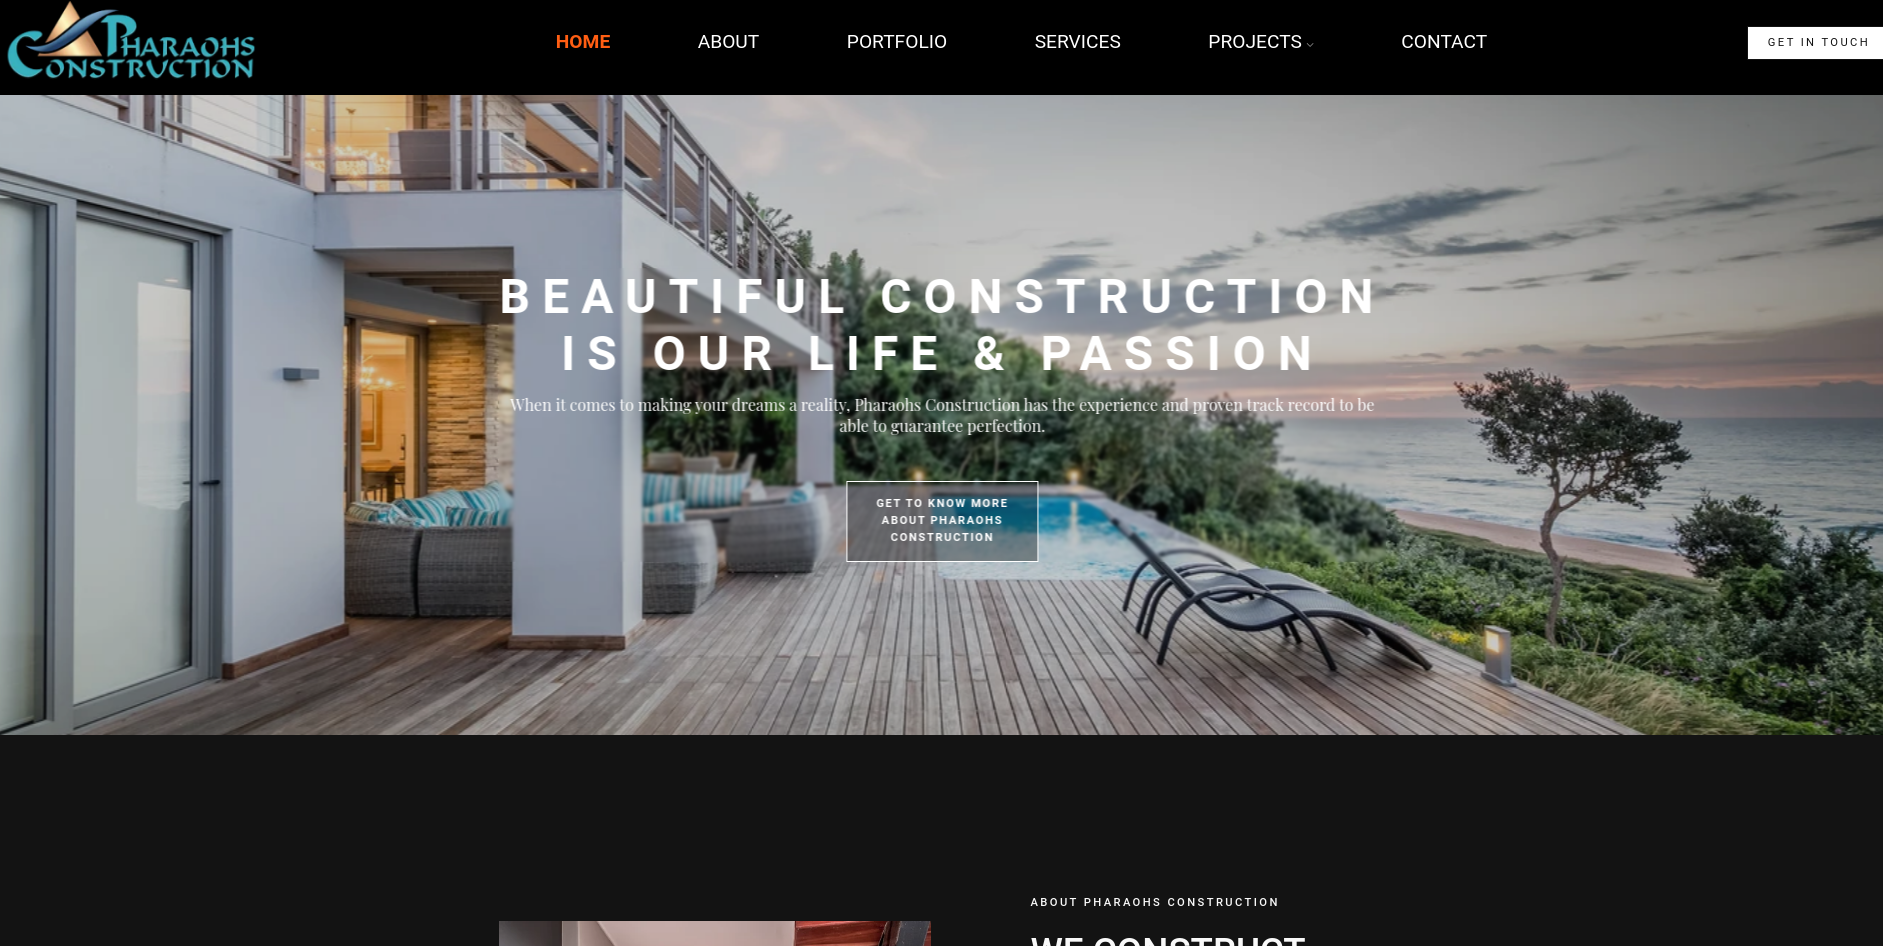 PHARAOHS
CONSTRUCTION
HOME
ABOUT
PORTFOLIO
SERVICES
PROJECTS
CONTACT
GET IN TOUCH
BEAUTIFUL CONSTRUCTION
IS OUR LIFE & PASSION
When it comes to making your dreams a reality, Pharaohs Construction has the experience and proven track record to be
able to guarantee perfection.
GET TO KNOW MORE
ABOUT PHARAOHS
CONSTRUCTION
ABOUT PHARAOHS CONSTRUCTION
WE CONSTRUCT